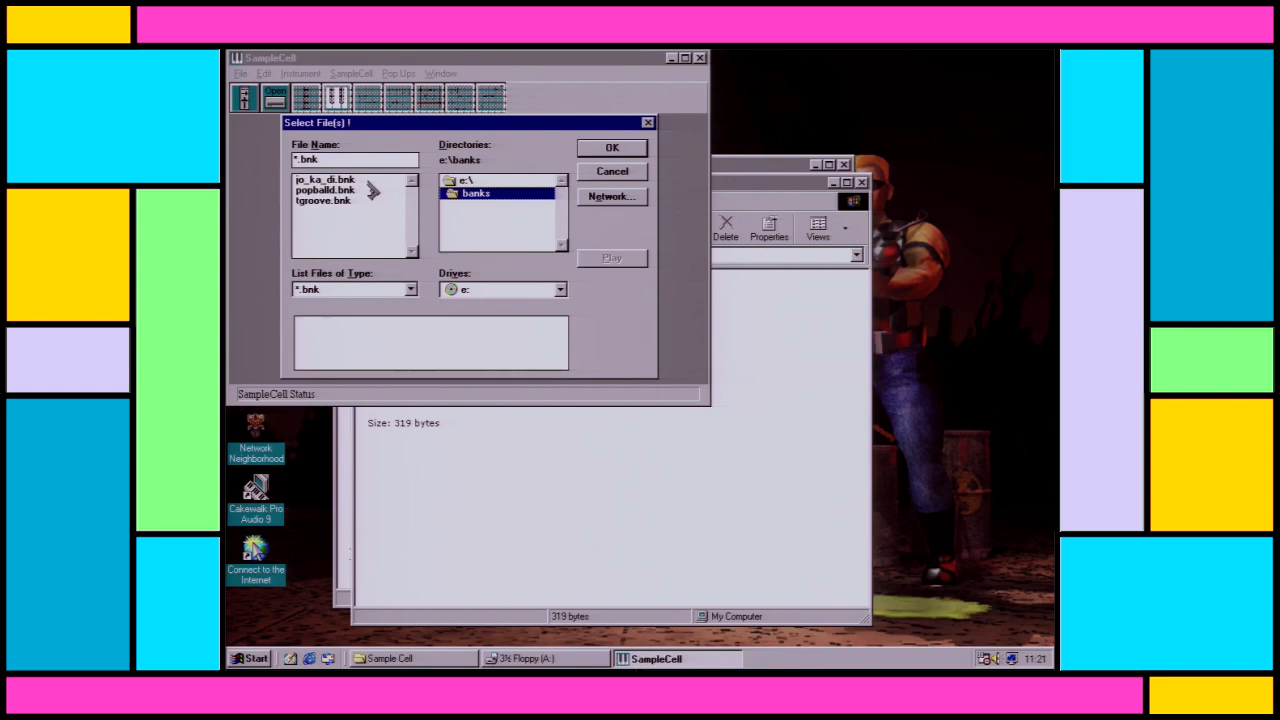 SampleCell
File Edit Instrument SampleCell Pop Ups Window
Open
Select File(s) !
File Name:
*.bnk
jo_ka_di.bnk
popballd.bnk
tgroove.bnk
List Files of Type:
*.bnk
Directories:
e:\banks
e:\
banks
Drives:
e:
OK
Cancel
Network...
Play
SampleCell Status
Delete
Properties
Views
Size: 319 bytes
Network
Neighborhood
Cakewalk Pro
Audio 9
Connect to the
Internet
319 bytes
My Computer
Start
Sample Cell
3½ Floppy (A:)
SampleCell
11:21